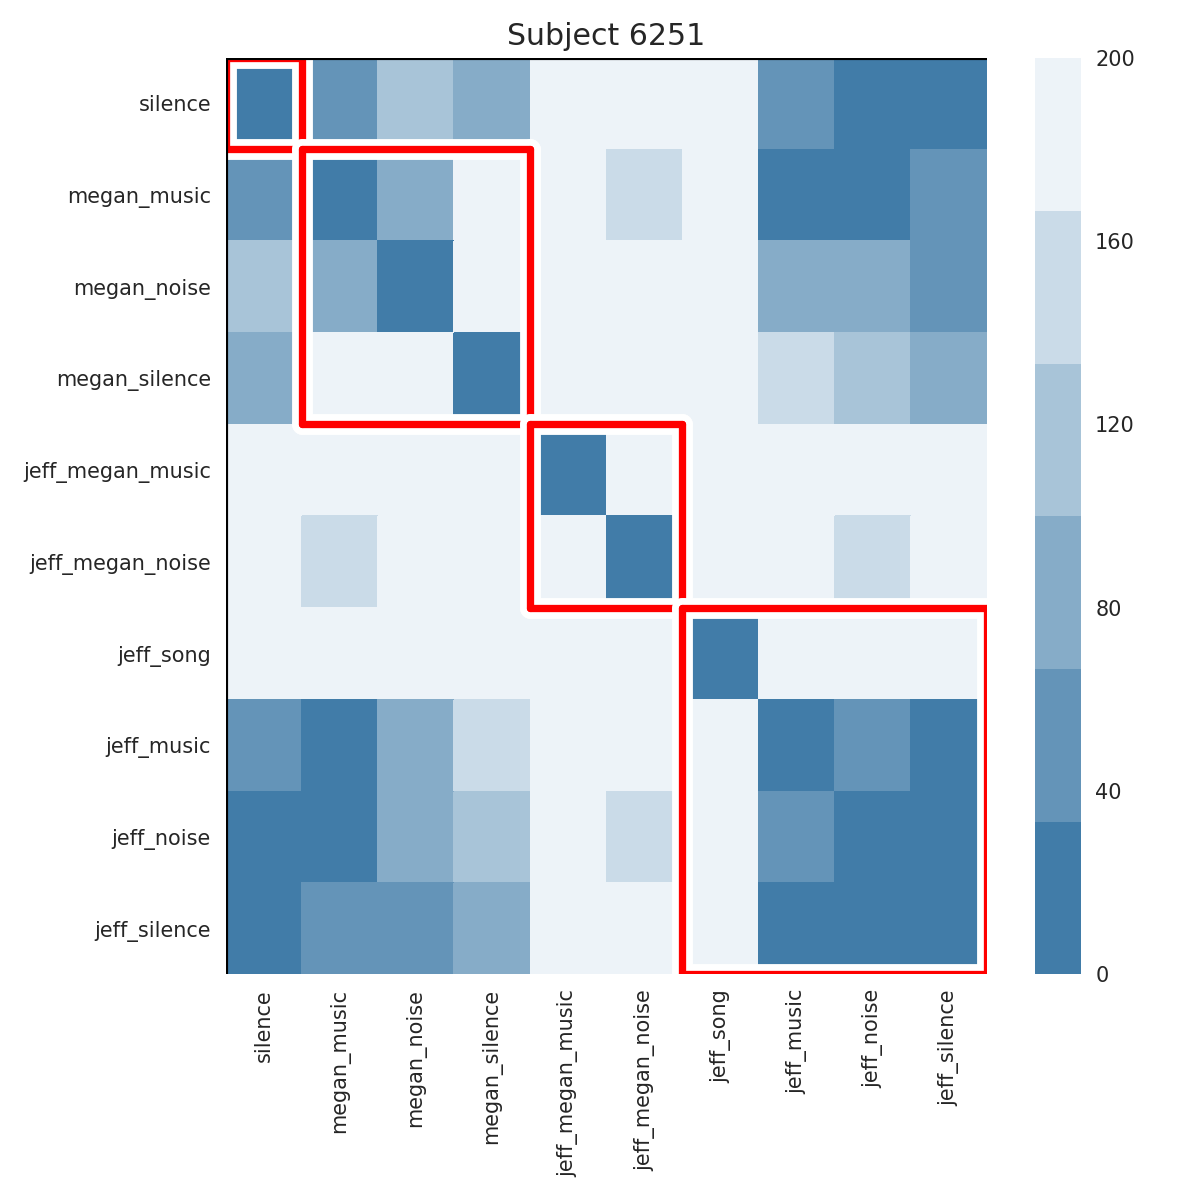 Subject 6251
silence
megan_music
megan_noise
megan_silence
jeff_megan_music
jeff_megan_noise
jeff_song
jeff_music
jeff_noise
jeff_silence
200
160
120
80
40
0
silence
megan_music
megan_noise
megan_silence
jeff_megan_music
jeff_megan_noise
jeff_song
jeff_music
jeff_noise
jeff_silence